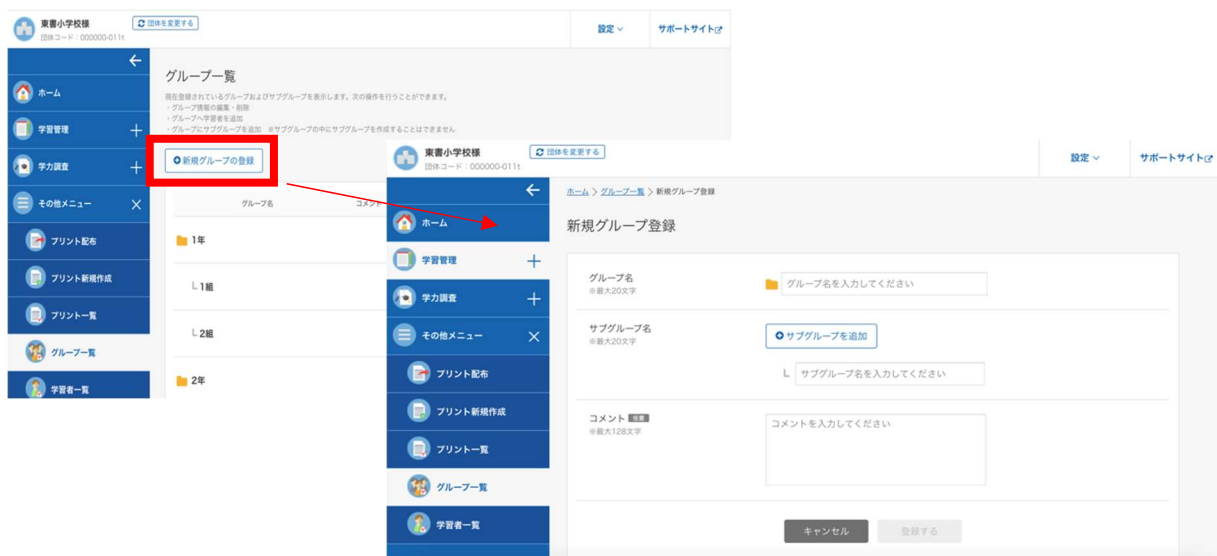 東書小学校様
団体を変更する
団体コード:000000-011t
設定
サポートサイト
ホーム
学習管理
学力調査
その他メニュー
プリント配布
プリント新規作成
プリント一覧
グループ一覧
学習者一覧
グループ一覧
現在登録されているグループおよびサブグループを表示します。次の操作を行うことができます。
・グループ情報の編集・削除
・グループへ学習者を追加
・グループにサブグループを追加 ※サブグループの中にサブグループを作成することはできません
新規グループの登録
グループ名
コメント
1年
1組
2組
2年
東書小学校様
団体を変更する
団体コード:000000-011t
設定
サポートサイト
ホーム
学習管理
学力調査
その他メニュー
プリント配布
プリント新規作成
プリント一覧
グループ一覧
学習者一覧
ホーム > グループ一覧 > 新規グループ登録
新規グループ登録
グループ名
※最大20文字
グループ名を入力してください
サブグループ名
※最大20文字
サブグループを追加
サブグループ名を入力してください
コメント 任意
※最大128文字
コメントを入力してください
キャンセル
登録する